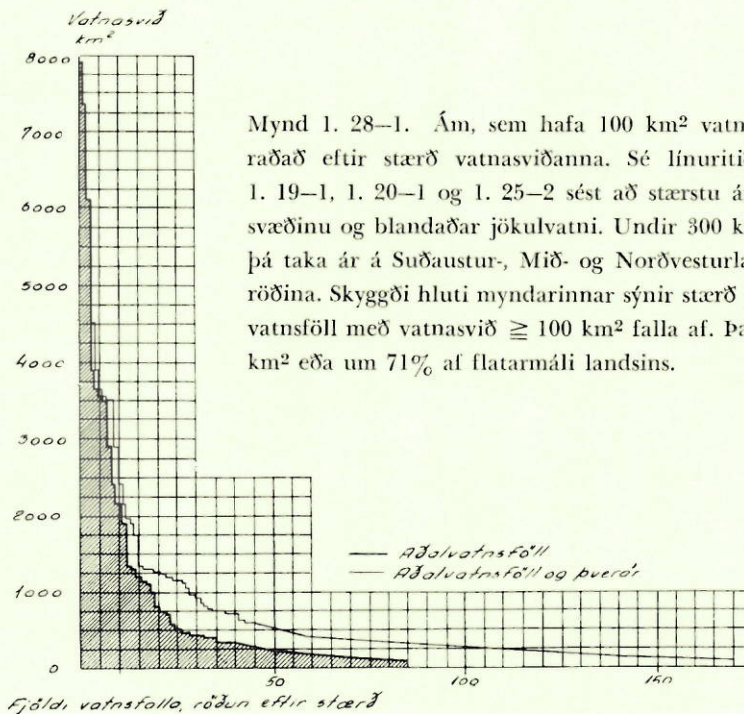 Vatnasvið
km²
8000
7000
6000
5000
4000
3000
2000
1000
0
Mynd 1. 28—1. Ám, sem hafa 100 km² vatn
raðað eftir stærð vatnasviðanna. Sé línuriti
1. 19—1, 1. 20—1 og 1. 25—2 sést að stærstu á
svæðinu og blandaðar jökulvatni. Undir 300 k
þá taka ár á Suðaustur-, Mið- og Norðvesturla
röðina. Skyggði hluti myndarinnar sýnir stærð
vatnsföll með vatnasvið ≧ 100 km² falla af. Þa
km² eða um 71% af flatarmáli landsins.
Aðalvatnsföll
Aðalvatnsföll og þverár
50
100
150
Fjöldi vatnsfalla, röðun eftir stærð